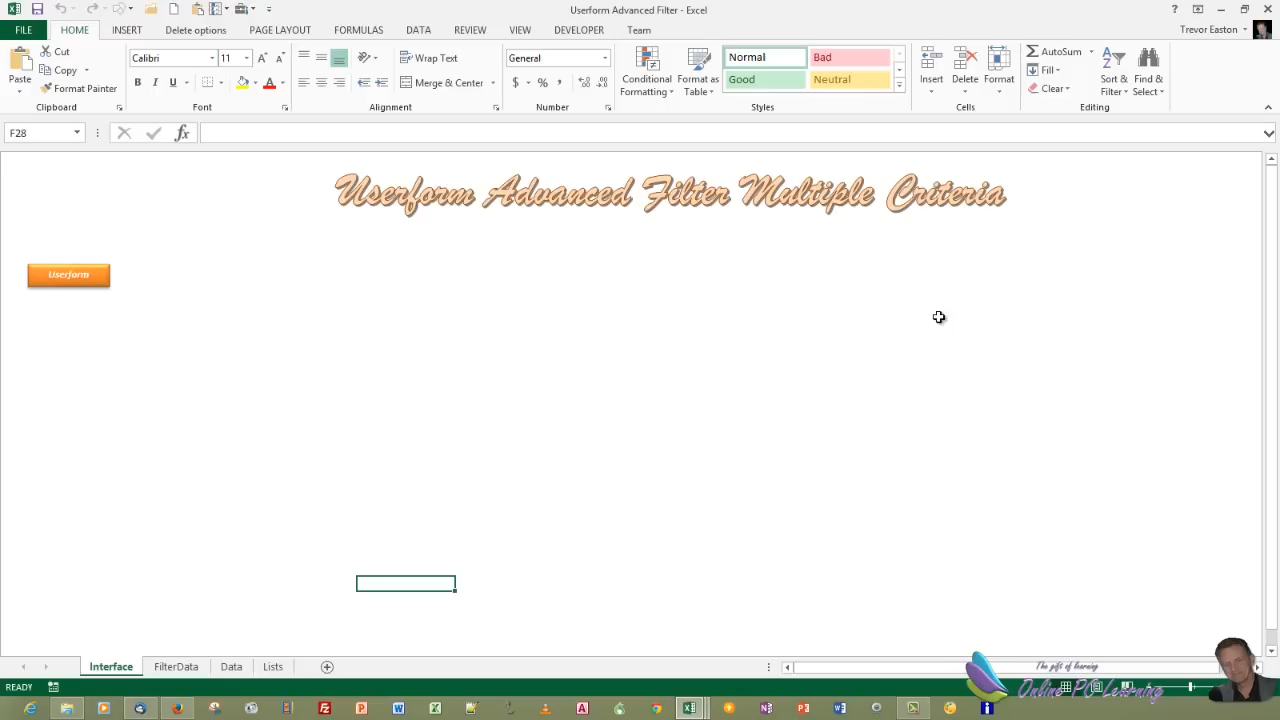 Userform Advanced Filter - Excel
FILE HOME INSERT Delete options PAGE LAYOUT FORMULAS DATA REVIEW VIEW DEVELOPER Team Trevor Easton
Paste
Cut
Copy
Format Painter
Clipboard
Calibri 11
B I U
Font
Wrap Text
Merge & Center
Alignment
General
$ % ,
Number
Conditional Formatting
Format as Table
Normal Bad
Good Neutral
Styles
Insert Delete Format
Cells
AutoSum
Fill
Clear
Sort & Filter
Find & Select
Editing
F28
fx
Userform Advanced Filter Multiple Criteria
Userform
Interface FilterData Data Lists
The gift of learning
Online PC Learning
READY